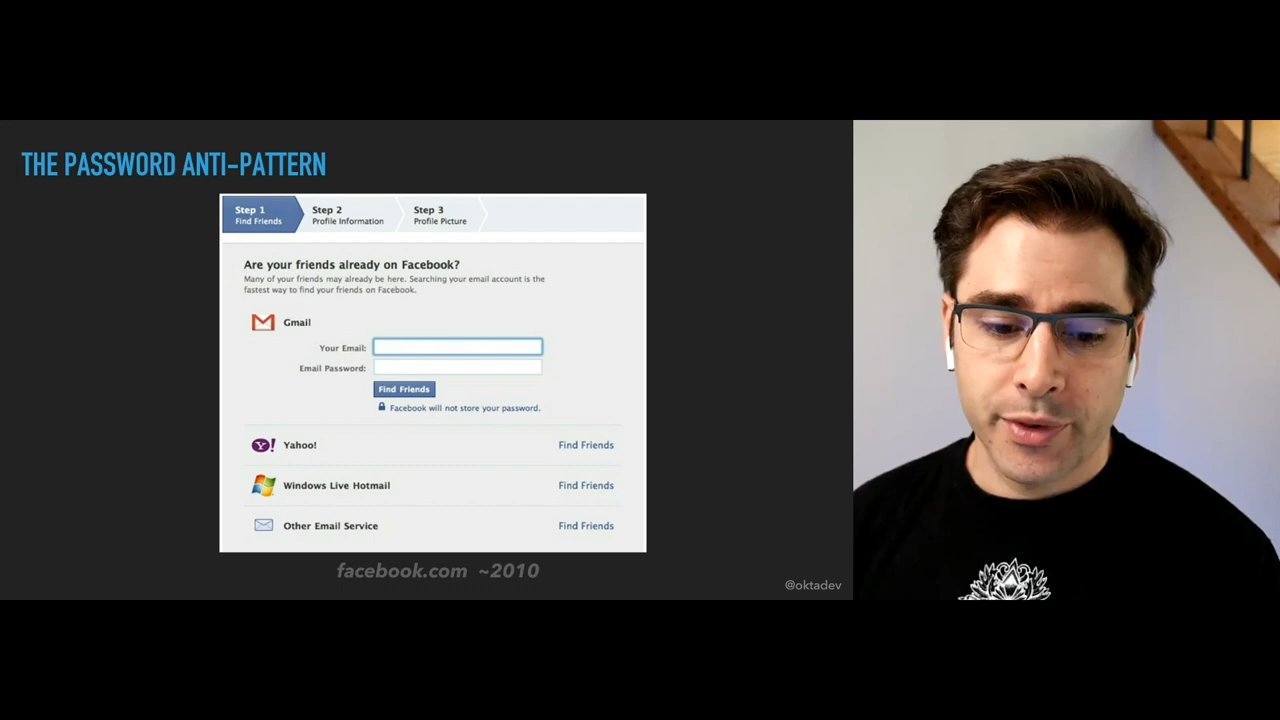 THE PASSWORD ANTI-PATTERN
Step 1
Find Friends
Step 2
Profile Information
Step 3
Profile Picture
Are your friends already on Facebook?
Many of your friends may already be here. Searching your email account is the
fastest way to find your friends on Facebook.
Gmail
Your Email:
Email Password:
Find Friends
Facebook will not store your password.
Y!
Yahoo!
Find Friends
Windows Live Hotmail
Find Friends
Other Email Service
Find Friends
facebook.com ~2010
@oktadev